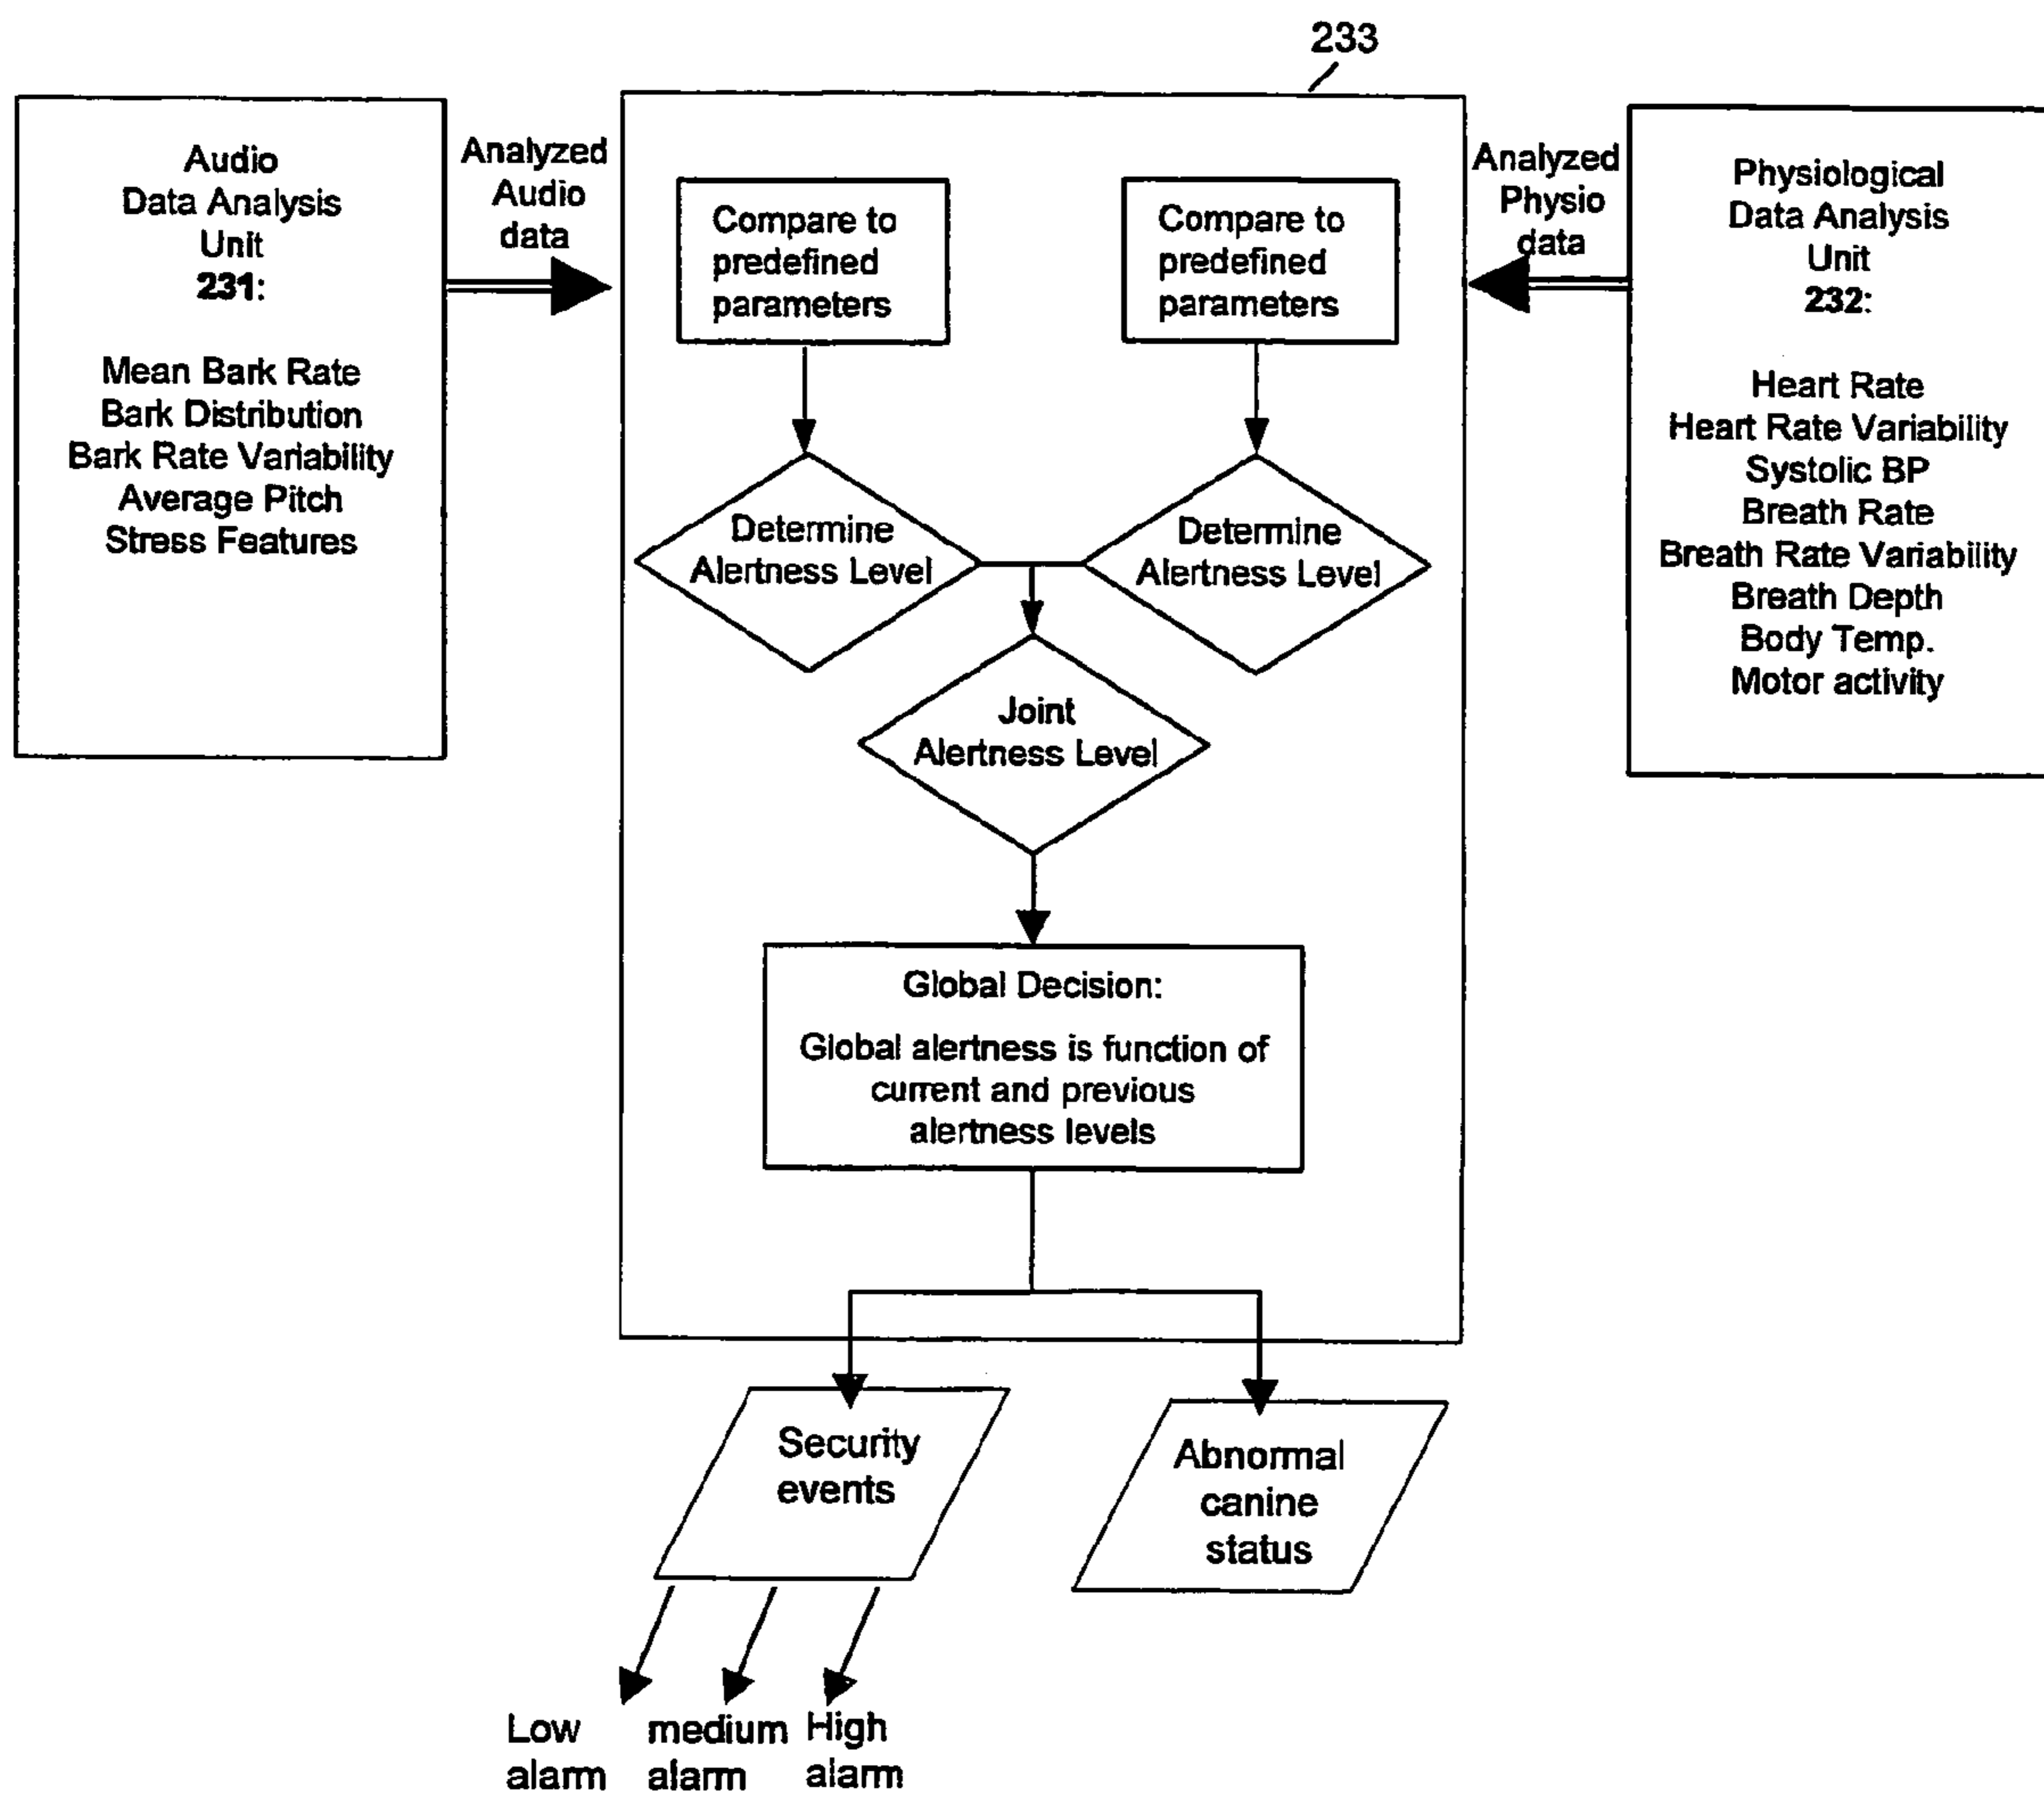 233
Audio
Data Analysis
Unit
231:
Mean Bark Rate
Bark Distribution
Bark Rate Variability
Average Pitch
Stress Features
Analyzed
Audio
data
Compare to
predefined
parameters
Compare to
predefined
parameters
Analyzed
Physio
data
Physiological
Data Analysis
Unit
232:
Heart Rate
Heart Rate Variability
Systolic BP
Breath Rate
Breath Rate Variability
Breath Depth
Body Temp.
Motor activity
Determine
Alertness Level
Determine
Alertness Level
Joint
Alertness Level
Global Decision:
Global alertness is function of
current and previous
alertness levels
Security
events
Abnormal
canine
status
Low
alarm
medium
alarm
High
alarm